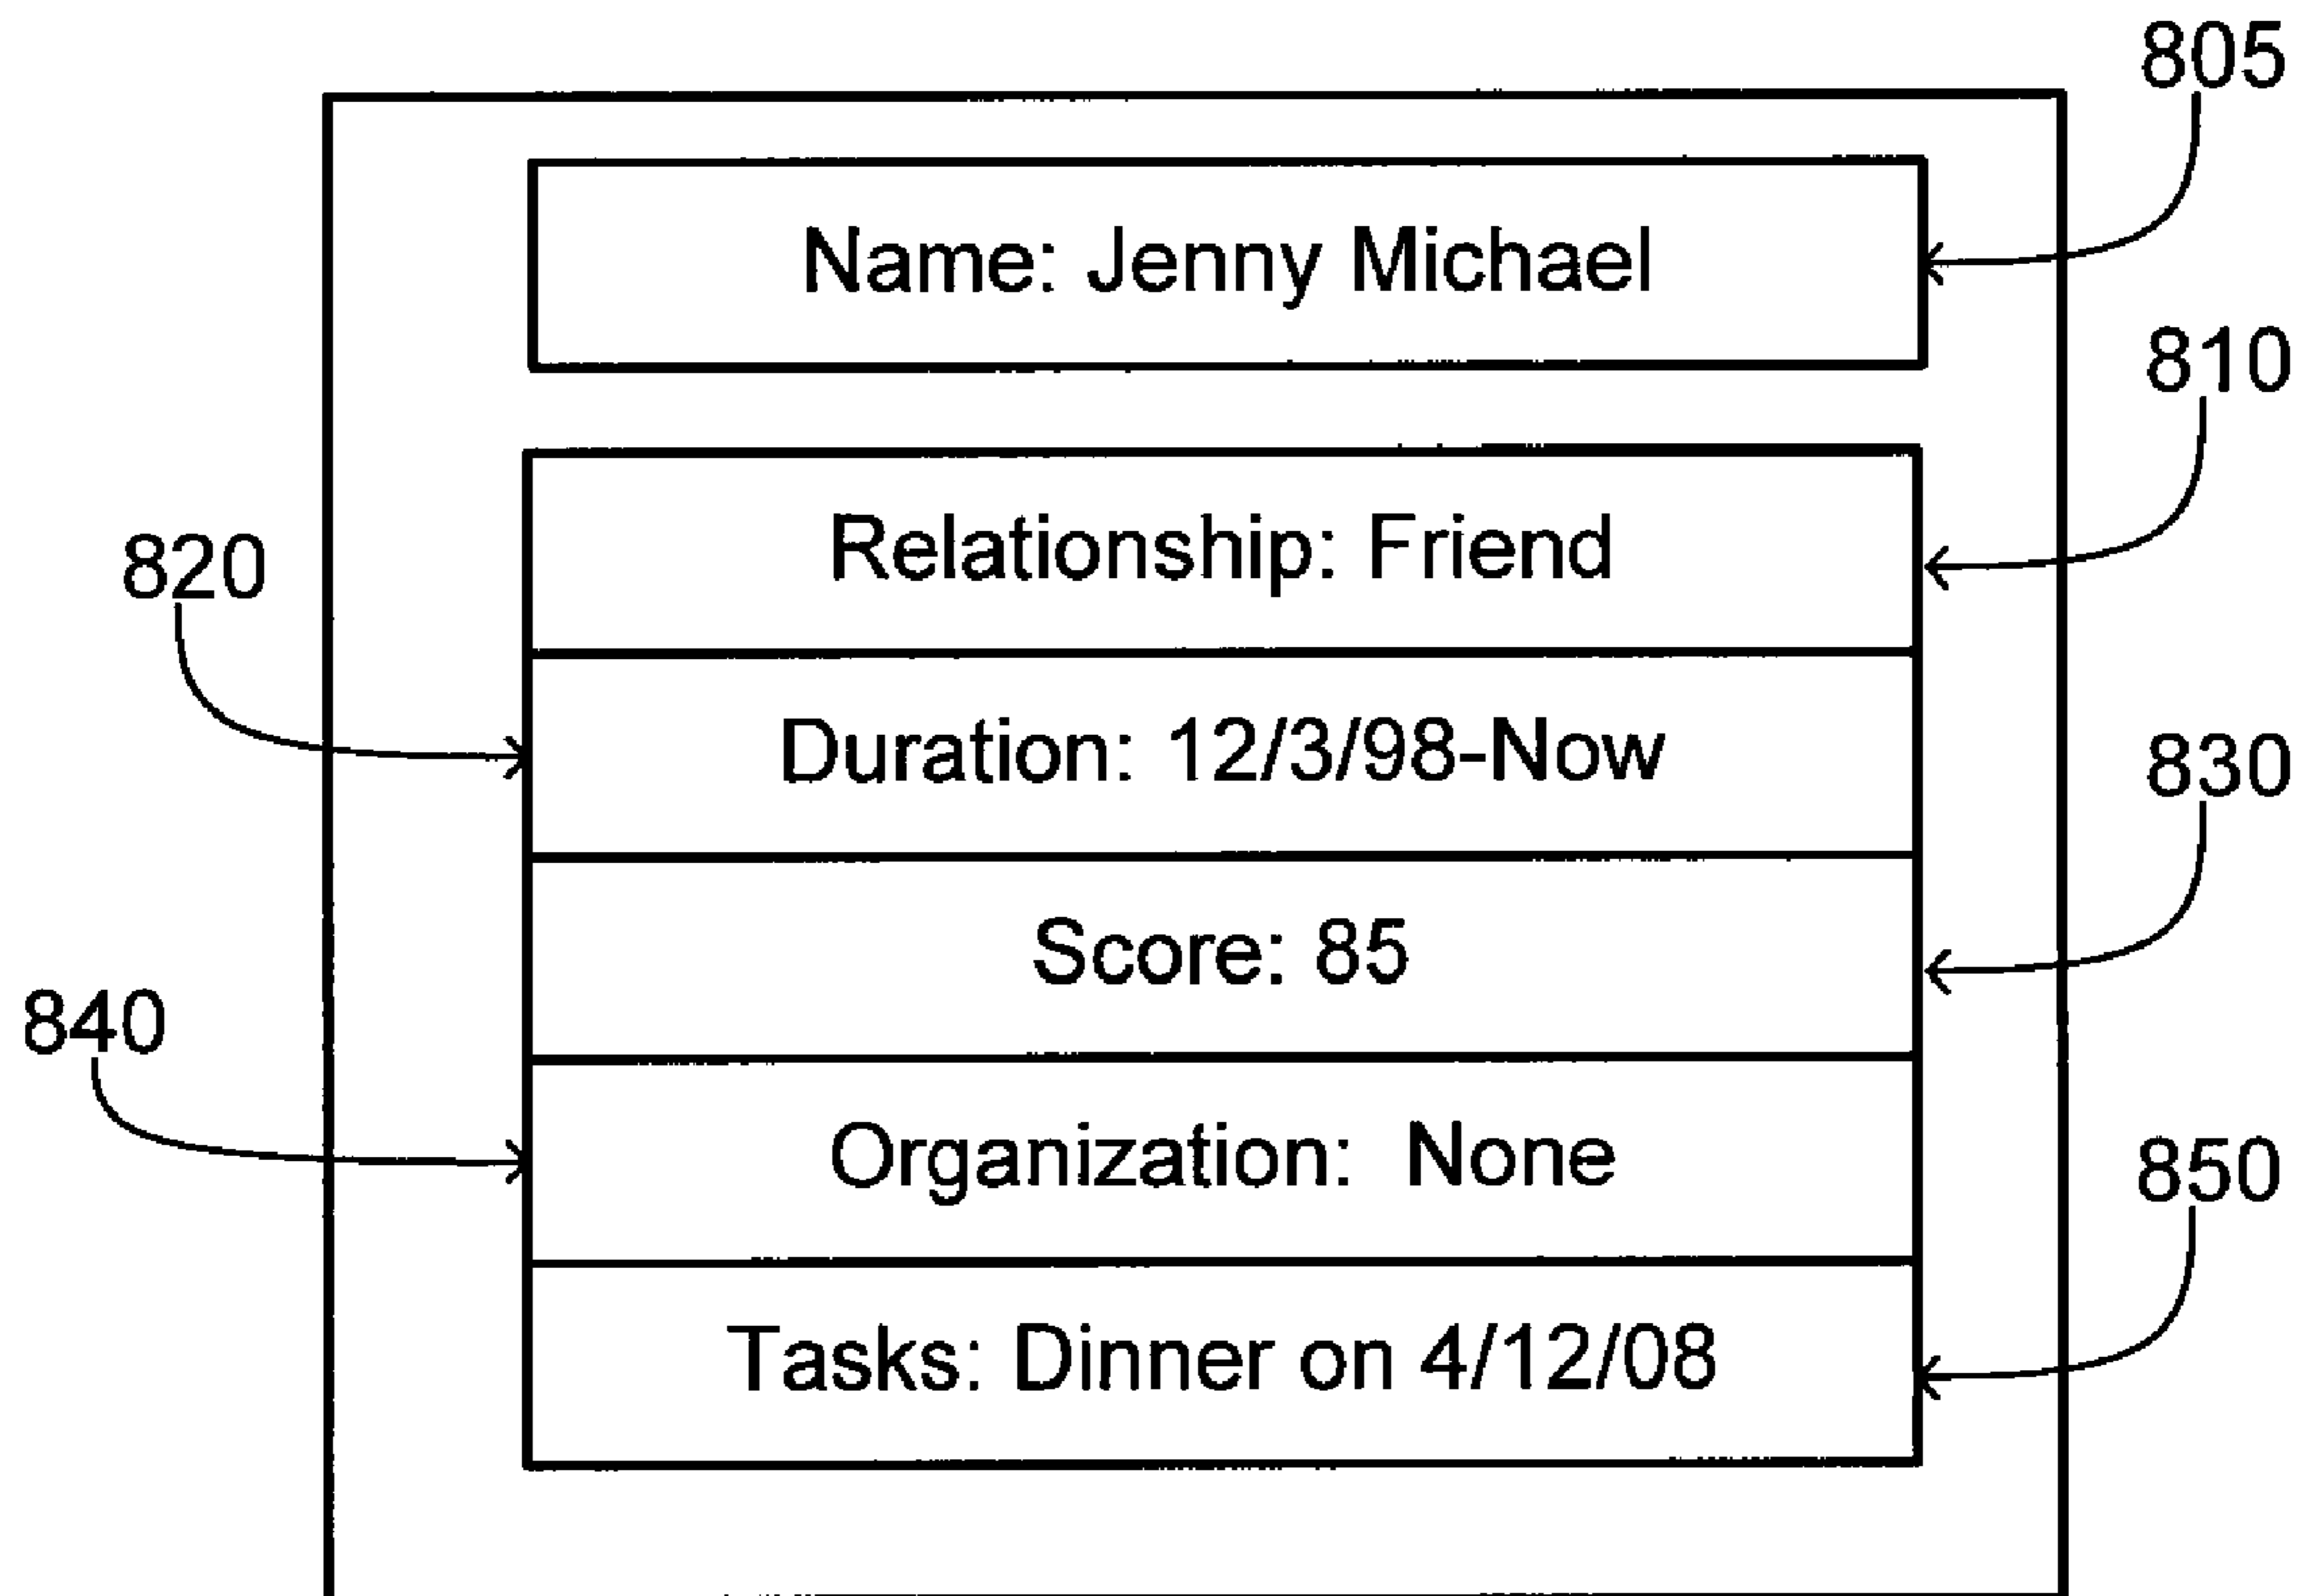 805
Name: Jenny Michael
810
Relationship: Friend
820
Duration: 12/3/98-Now
830
Score: 85
840
Organization: None
850
Tasks: Dinner on 4/12/08